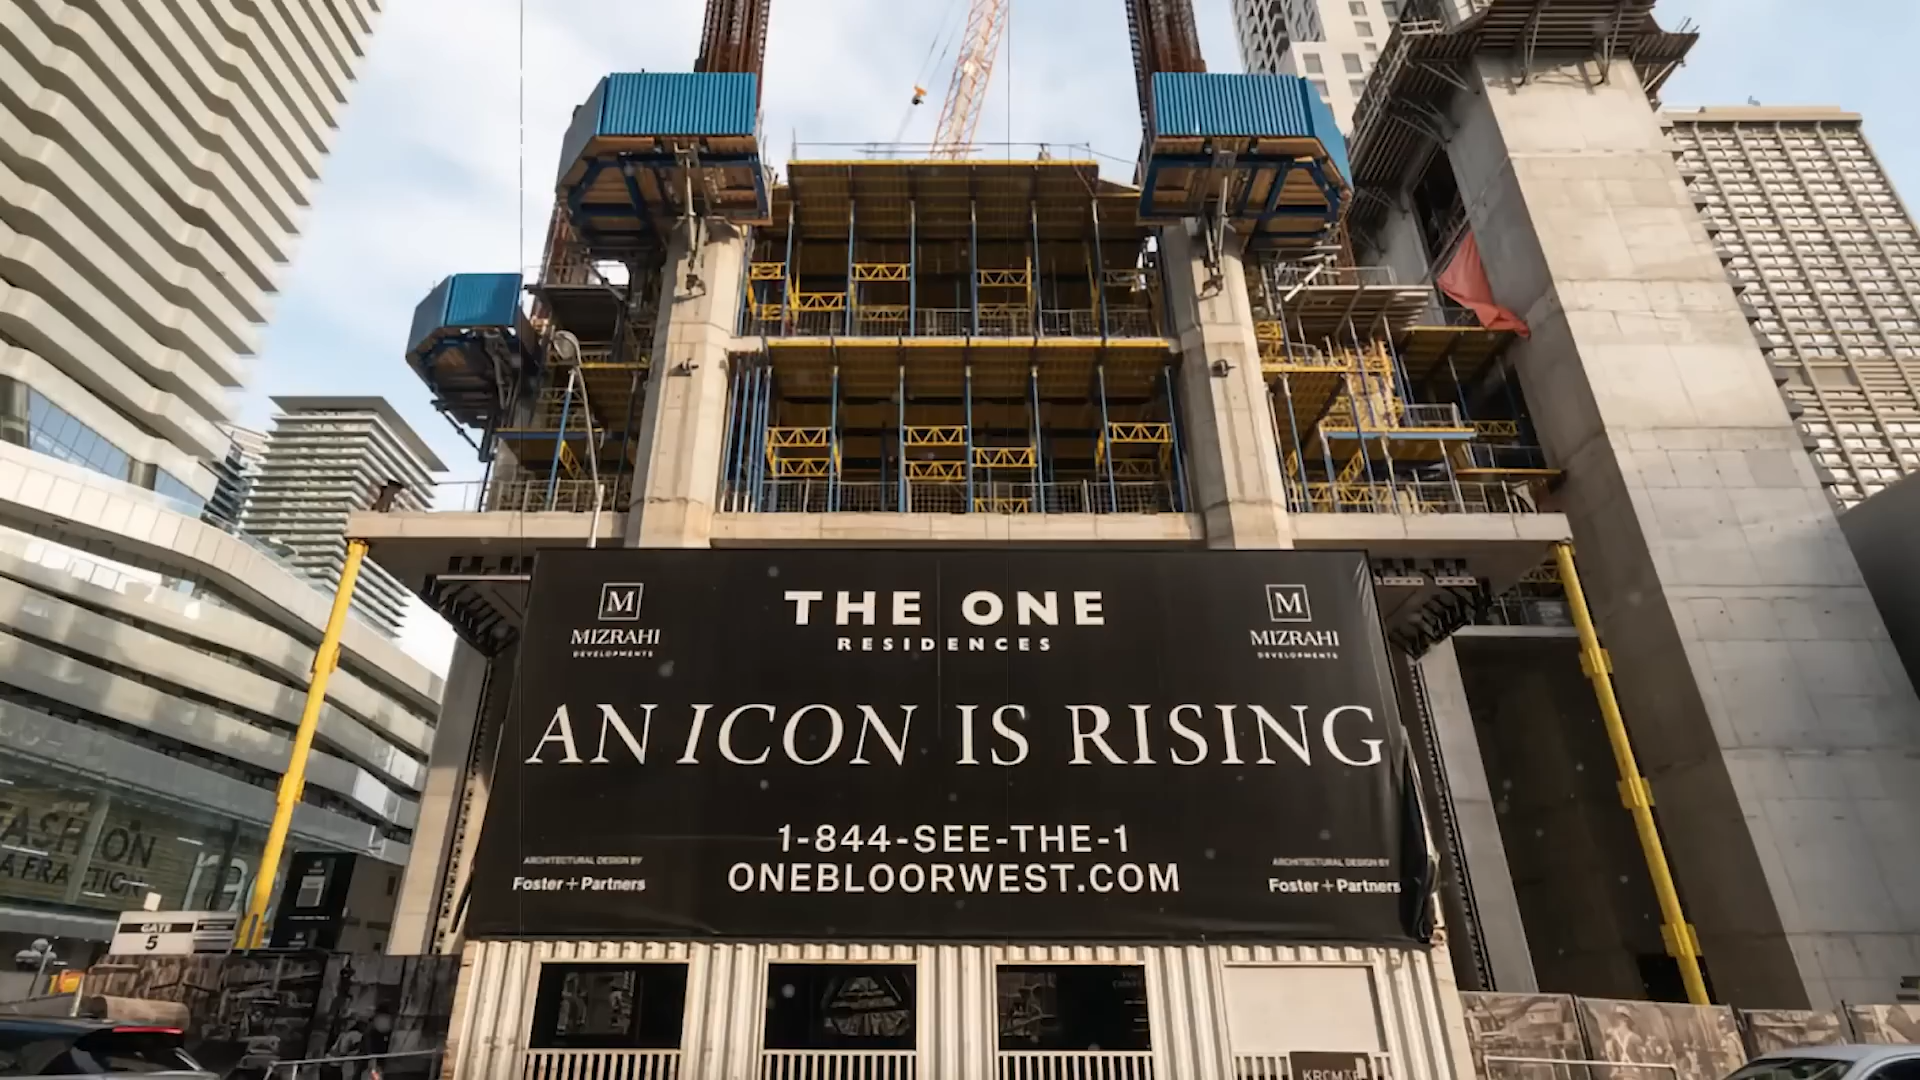 M
MIZRAHI
DEVELOPMENTS
THE ONE
RESIDENCES
M
MIZRAHI
DEVELOPMENTS
AN ICON IS RISING
1-844-SEE-THE-1
ONEBLOORWEST.COM
ARCHITECTURAL DESIGN BY
Foster + Partners
ARCHITECTURAL DESIGN BY
Foster + Partners
FASHION
A FRACTION
GATE
5